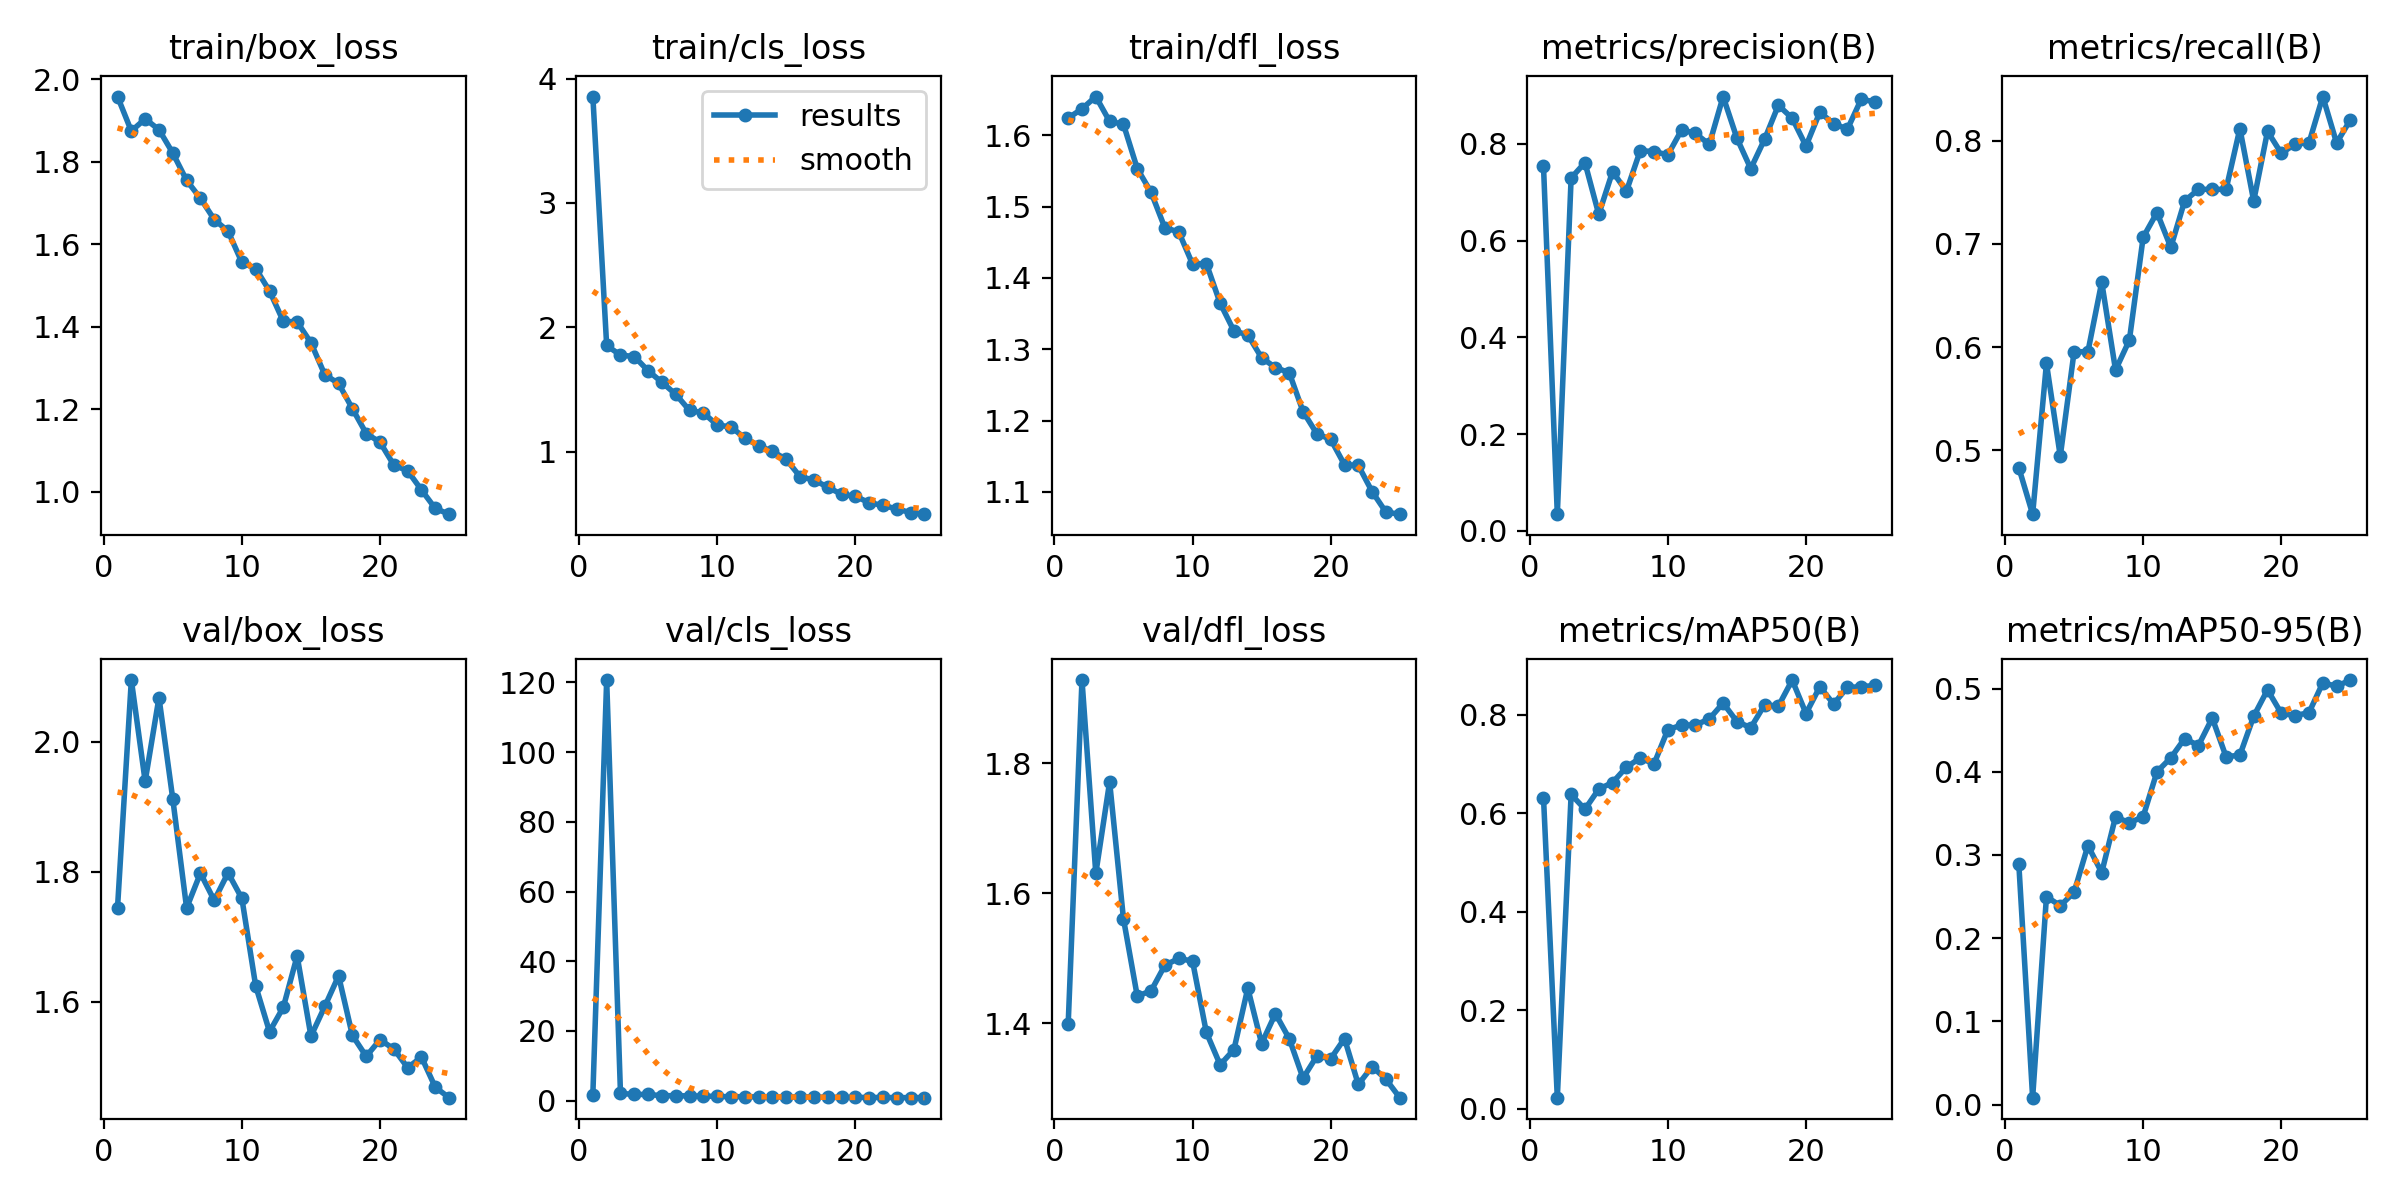 train/box_loss
2.0
1.8
1.6
1.4
1.2
1.0
0 10 20
train/cls_loss
4
3
2
1
results
smooth
0 10 20
train/dfl_loss
1.6
1.5
1.4
1.3
1.2
1.1
0 10 20
metrics/precision(B)
0.8
0.6
0.4
0.2
0.0
0 10 20
metrics/recall(B)
0.8
0.7
0.6
0.5
0 10 20
val/box_loss
2.0
1.8
1.6
0 10 20
val/cls_loss
120
100
80
60
40
20
0
0 10 20
val/dfl_loss
1.8
1.6
1.4
0 10 20
metrics/mAP50(B)
0.8
0.6
0.4
0.2
0.0
0 10 20
metrics/mAP50-95(B)
0.5
0.4
0.3
0.2
0.1
0.0
0 10 20